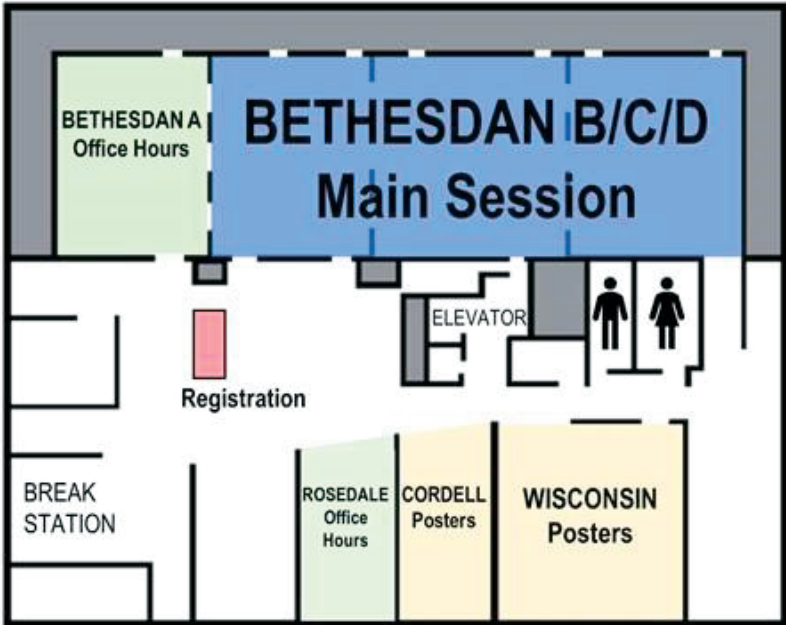 BETHESDAN A
Office Hours
BETHESDAN B/C/D
Main Session
ELEVATOR
Registration
BREAK
STATION
ROSEDALE
Office
Hours
CORDELL
Posters
WISCONSIN
Posters